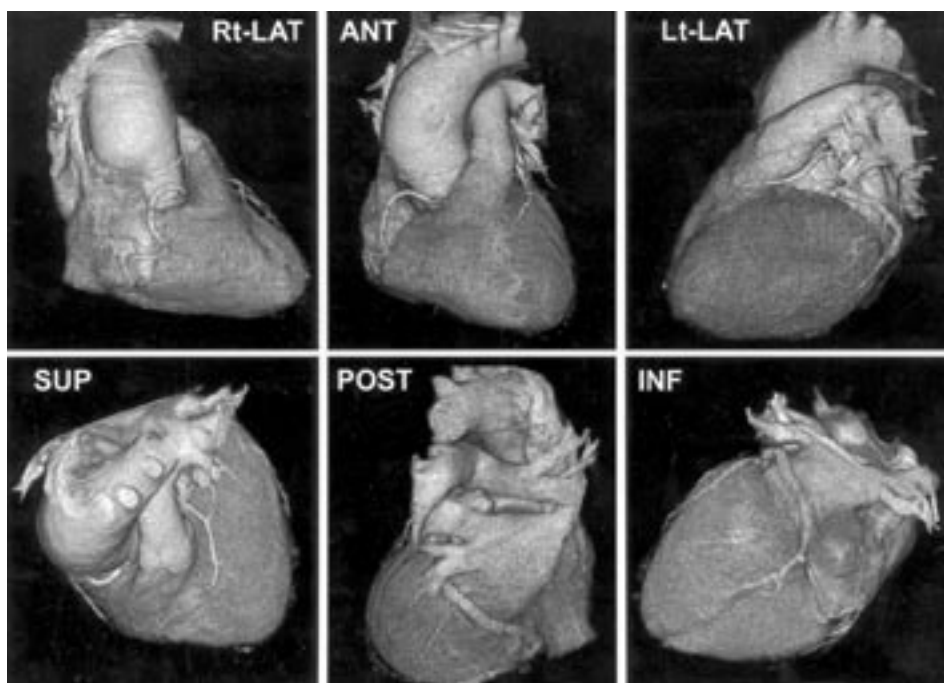 Rt-LAT
ANT
Lt-LAT
SUP
POST
INF